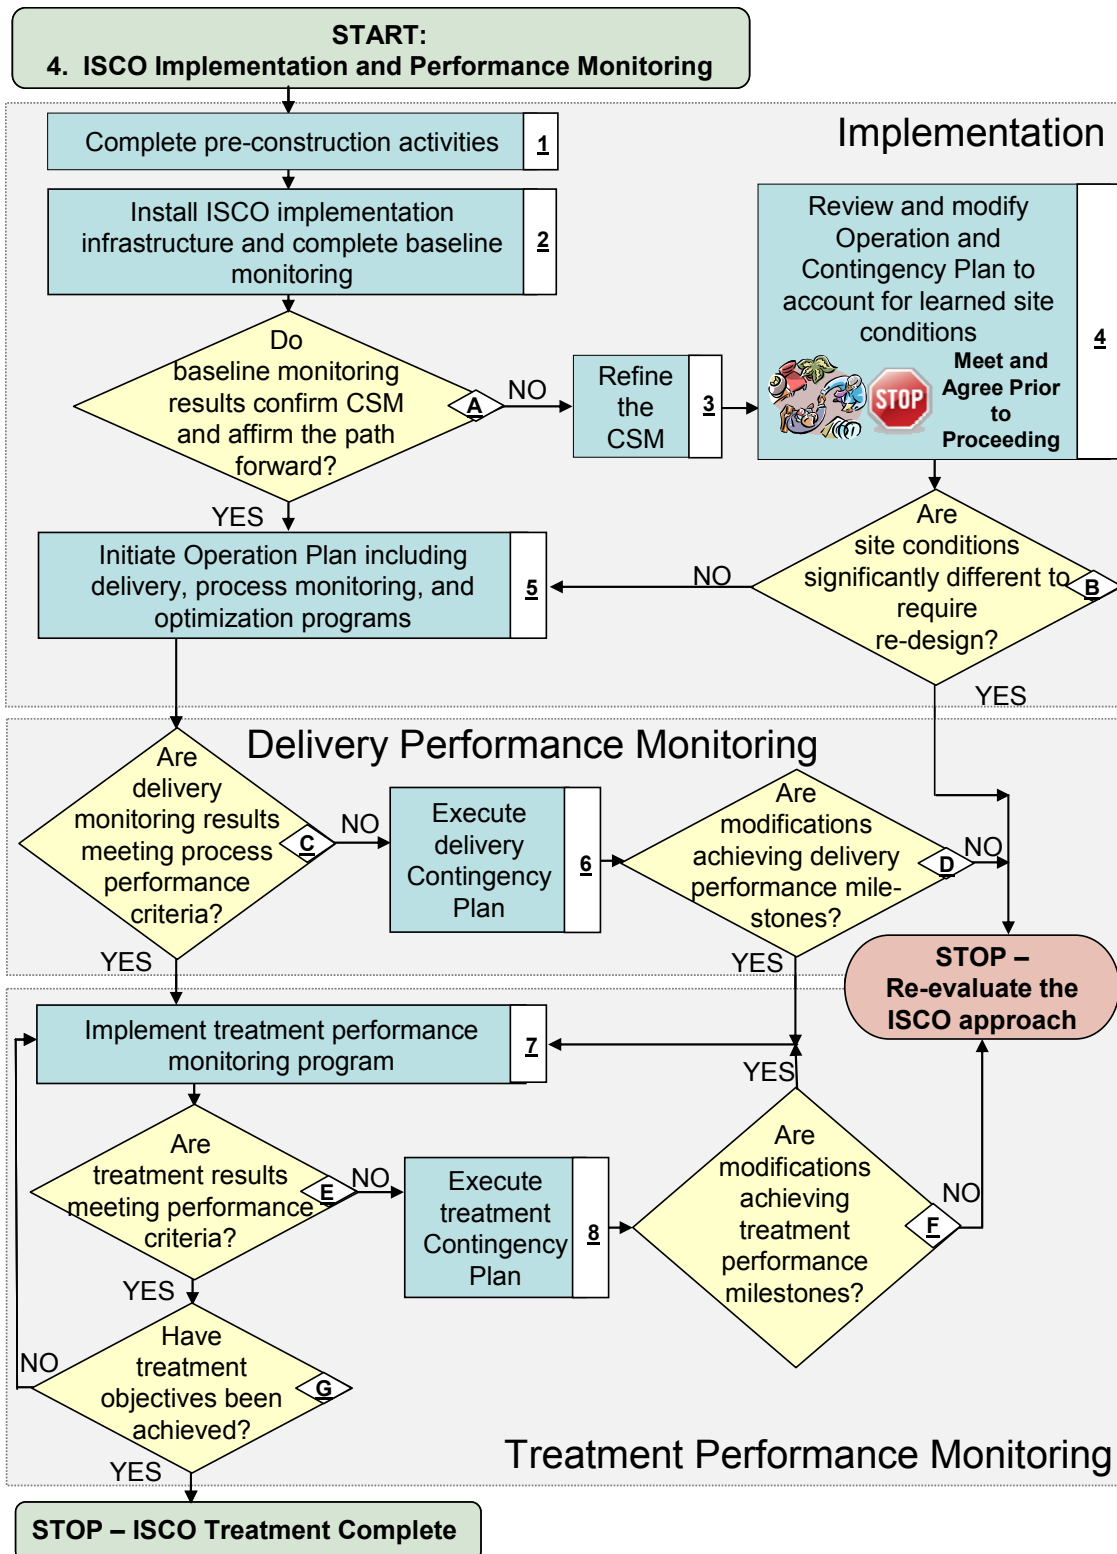 START:
4. ISCO Implementation and Performance Monitoring
Implementation
Complete pre-construction activities
1
Install ISCO implementation
infrastructure and complete baseline
monitoring
2
Review and modify
Operation and
Contingency Plan to
account for learned site
conditions
STOP
Meet and
Agree Prior
to
Proceeding
4
Do
baseline monitoring
results confirm CSM
and affirm the path
forward?
A
NO
Refine
the
CSM
3
YES
Initiate Operation Plan including
delivery, process monitoring, and
optimization programs
5
NO
Are
site conditions
significantly different to
require
re-design?
B
YES
Delivery Performance Monitoring
Are
delivery
monitoring results
meeting process
performance
criteria?
C
NO
Execute
delivery
Contingency
Plan
6
Are
modifications
achieving delivery
performance mile-
stones?
D
NO
YES
YES
STOP –
Re-evaluate the
ISCO approach
Implement treatment performance
monitoring program
7
YES
Are
treatment results
meeting performance
criteria?
E
NO
Execute
treatment
Contingency
Plan
8
Are
modifications
achieving
treatment
performance
milestones?
F
NO
YES
Have
treatment
objectives been
achieved?
G
NO
YES
Treatment Performance Monitoring
STOP – ISCO Treatment Complete